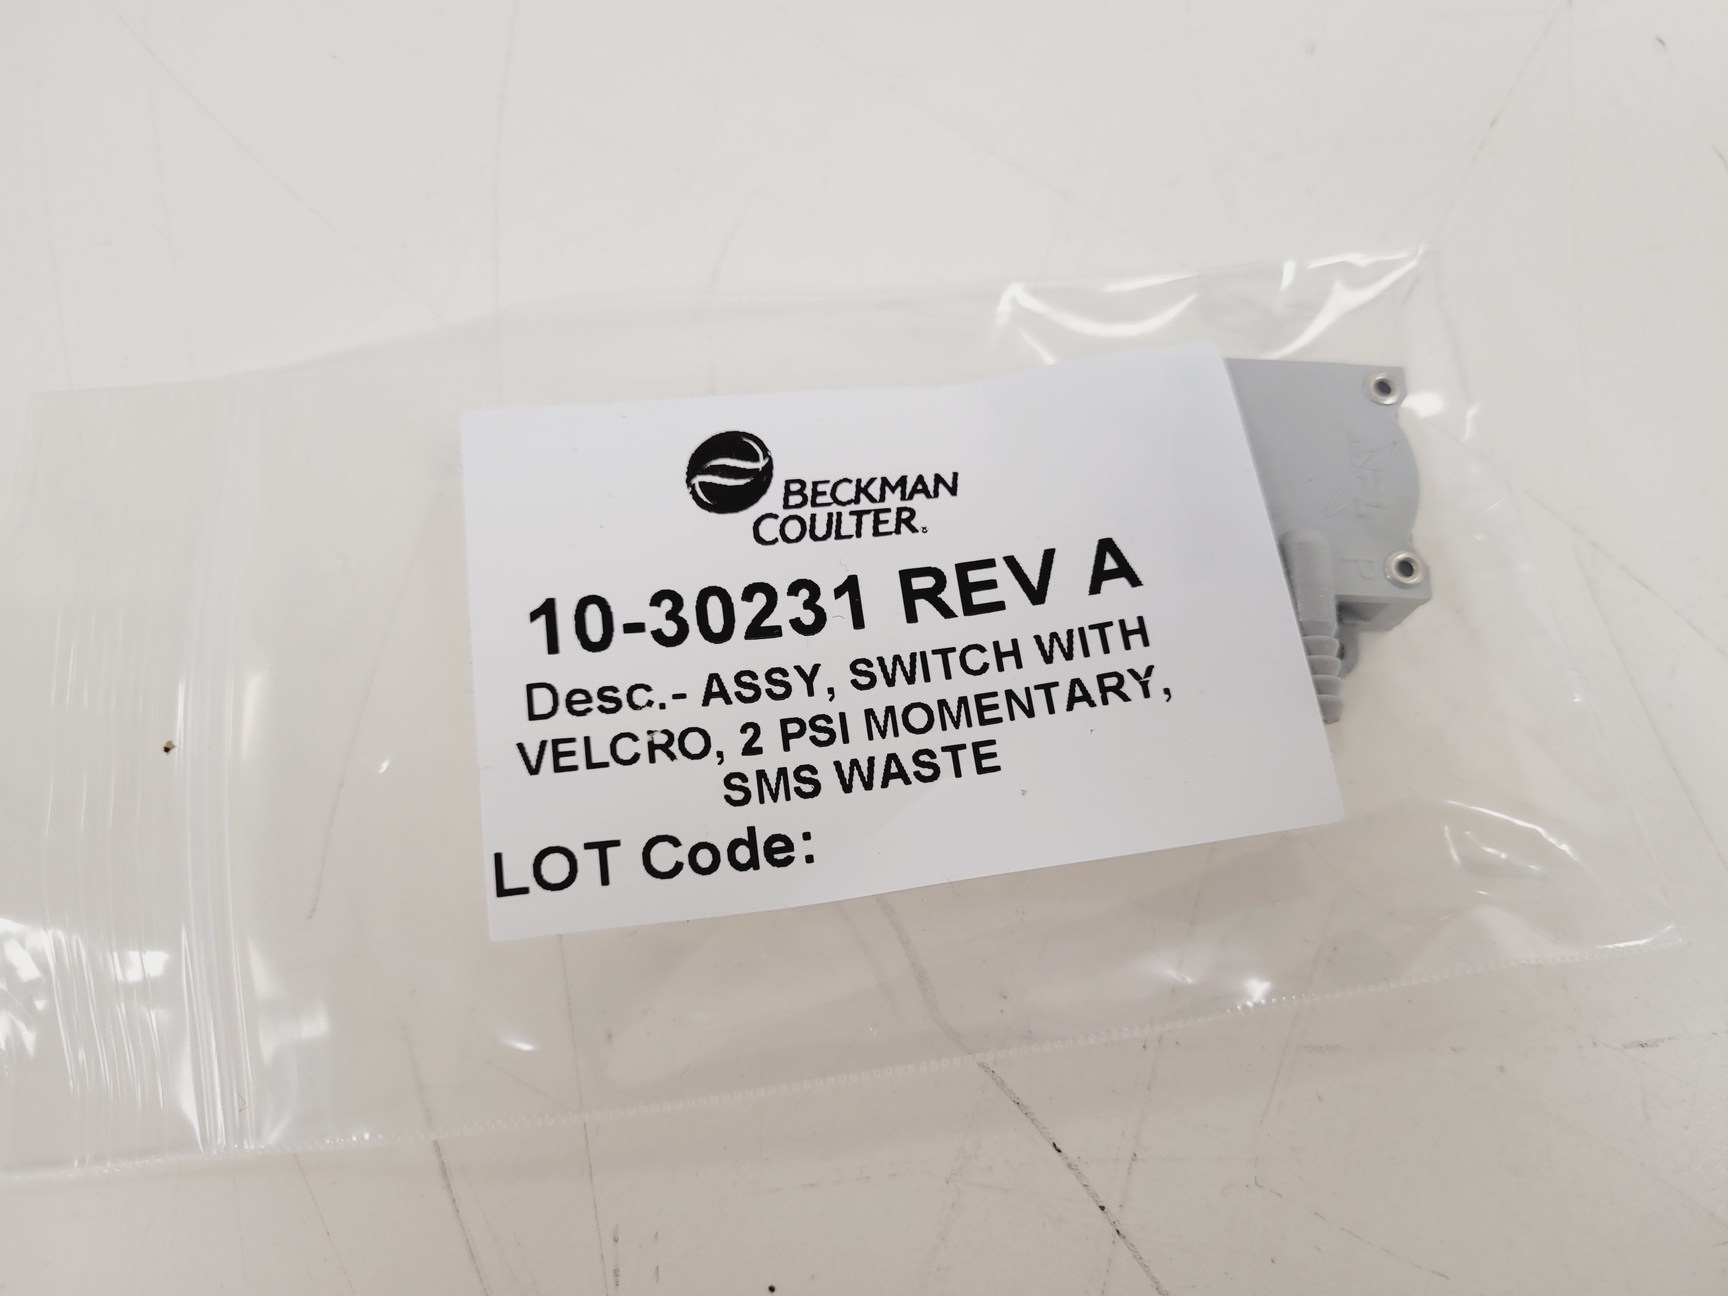 BECKMAN
COULTER®
10-30231 REV A
Desc.- ASSY, SWITCH WITH
VELCRO, 2 PSI MOMENTARY,
SMS WASTE
LOT Code: